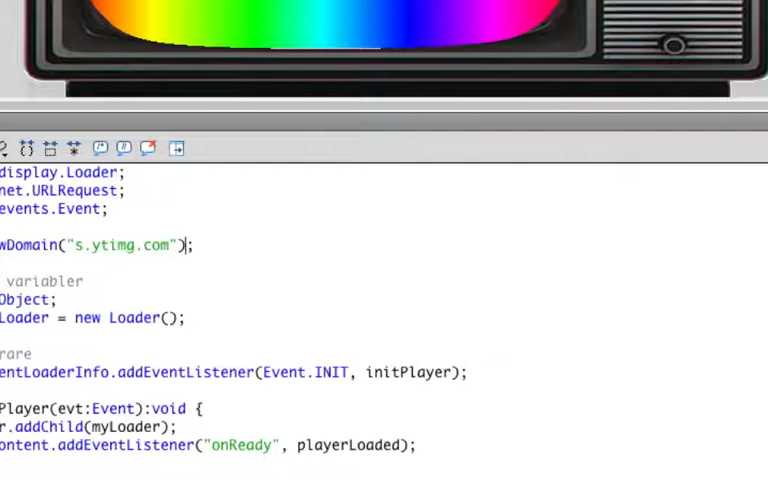 display.Loader;
net.URLRequest;
events.Event;
wDomain("s.ytimg.com");
variabler
Object;
Loader = new Loader();
rare
entLoaderInfo.addEventListener(Event.INIT, initPlayer);
Player(evt:Event):void {
r.addChild(myLoader);
ontent.addEventListener("onReady", playerLoaded);